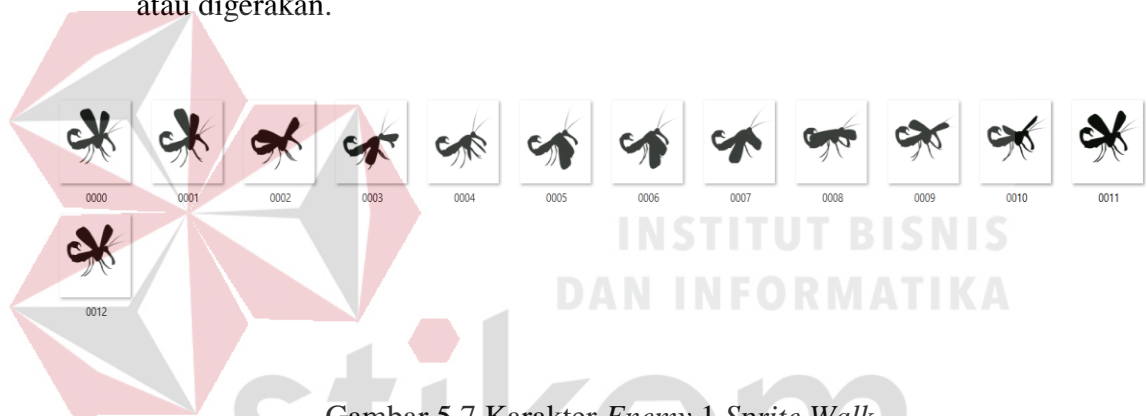 atau digerakan.
0000 0001 0002 0003 0004 0005 0006 0007 0008 0009 0010 0011
0012
INSTITUT BISNIS
DAN INFORMATIKA
stikom
Gambar 5.7 Karakter Enemy 1 Sprite Walk